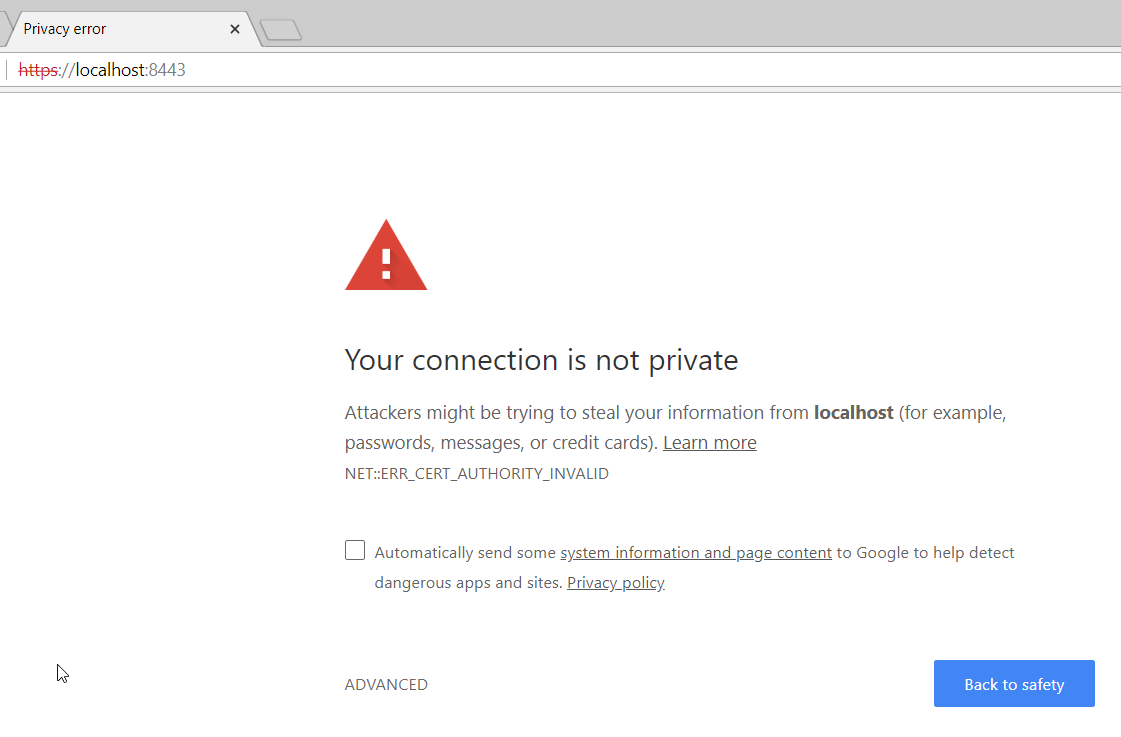 Privacy error
https://localhost:8443
Your connection is not private
Attackers might be trying to steal your information from localhost (for example,
passwords, messages, or credit cards). Learn more
NET::ERR_CERT_AUTHORITY_INVALID
Automatically send some system information and page content to Google to help detect
dangerous apps and sites. Privacy policy
ADVANCED
Back to safety